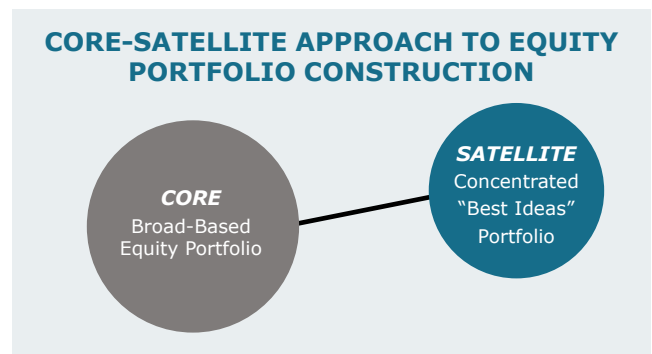 CORE-SATELLITE APPROACH TO EQUITY
PORTFOLIO CONSTRUCTION
CORE
Broad-Based
Equity Portfolio
SATELLITE
Concentrated
“Best Ideas”
Portfolio